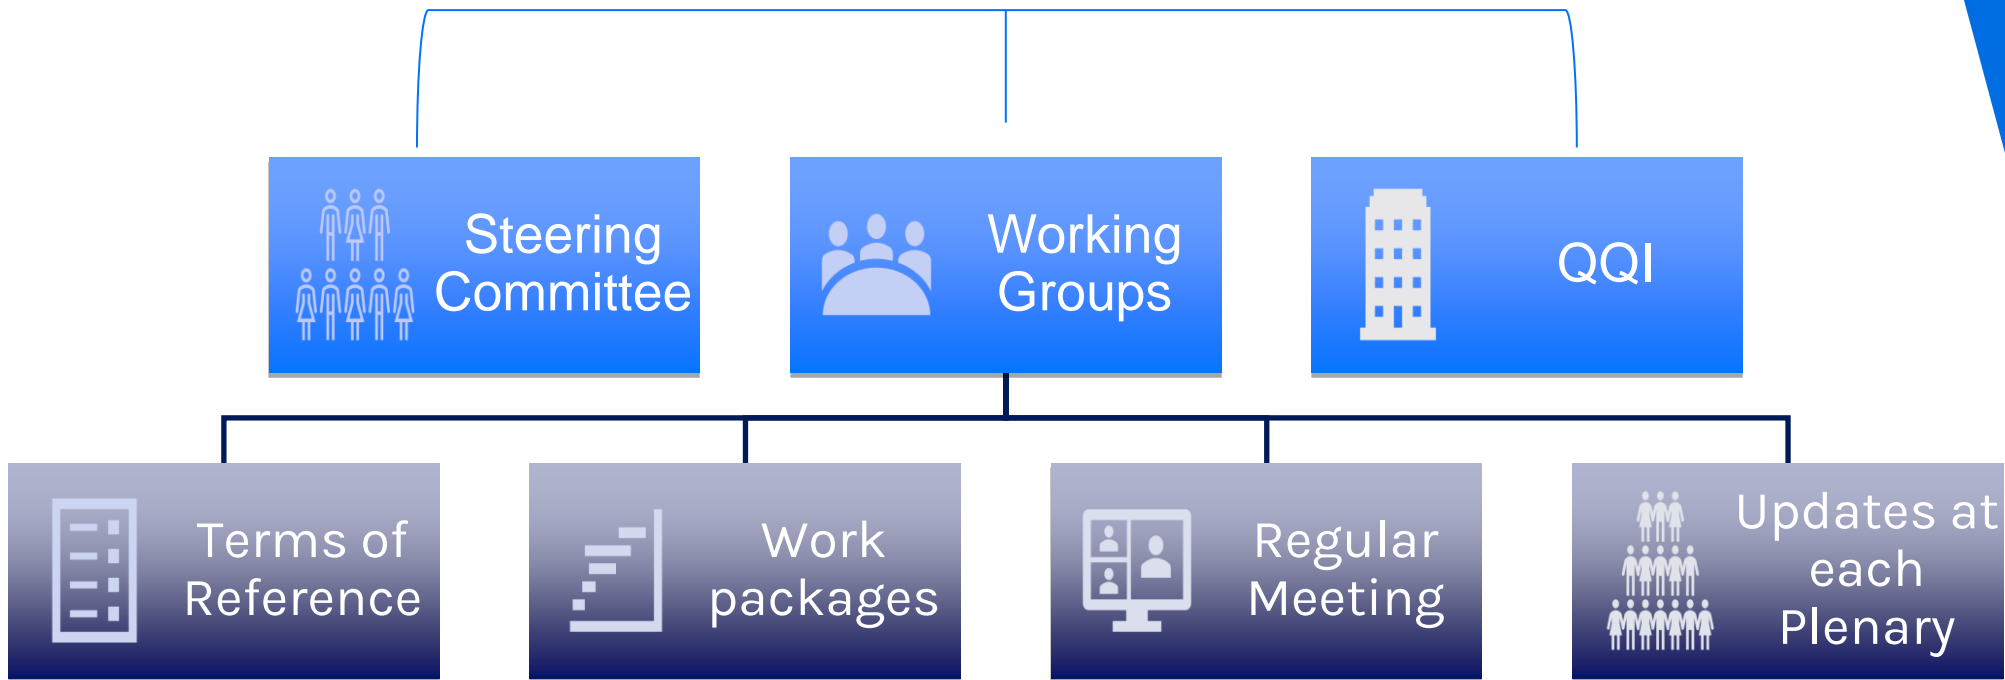 Steering
Committee
Working
Groups
QQI
Terms of
Reference
Work
packages
Regular
Meeting
Updates at
each
Plenary